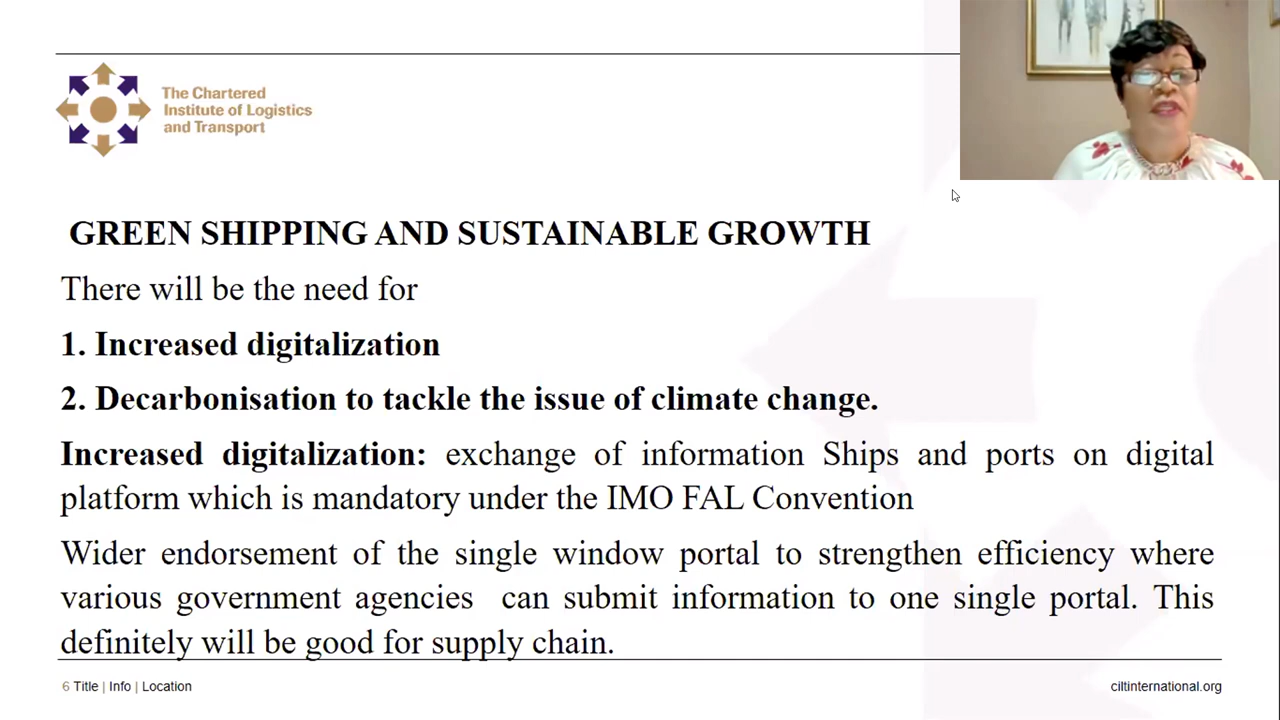 The Chartered
Institute of Logistics
and Transport
GREEN SHIPPING AND SUSTAINABLE GROWTH
There will be the need for
1. Increased digitalization
2. Decarbonisation to tackle the issue of climate change.
Increased digitalization: exchange of information Ships and ports on digital
platform which is mandatory under the IMO FAL Convention
Wider endorsement of the single window portal to strengthen efficiency where
various government agencies can submit information to one single portal. This
definitely will be good for supply chain.
6 Title | Info | Location
ciltinternational.org